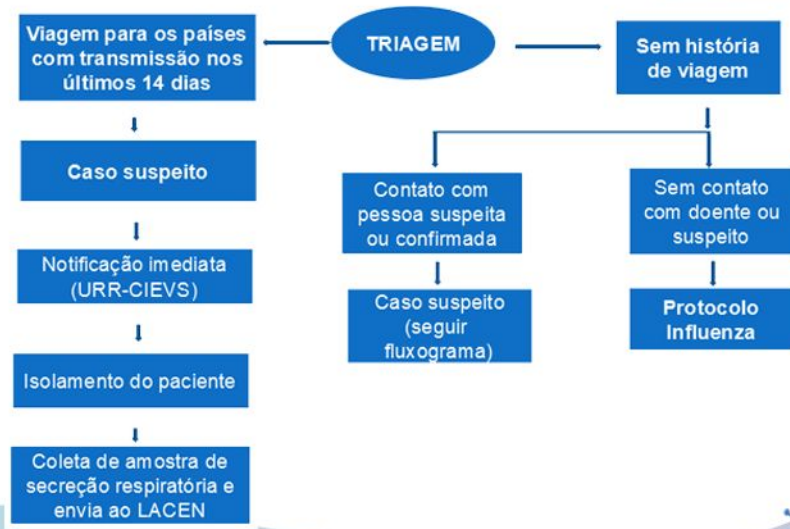 TRIAGEM
Viagem para os países
com transmissão nos
últimos 14 dias
Caso suspeito
Notificação imediata
(URR-CIEVS)
Isolamento do paciente
Coleta de amostra de
secreção respiratória e
envia ao LACEN
Sem história
de viagem
Contato com
pessoa suspeita
ou confirmada
Caso suspeito
(seguir
fluxograma)
Sem contato
com doente ou
suspeito
Protocolo
Influenza